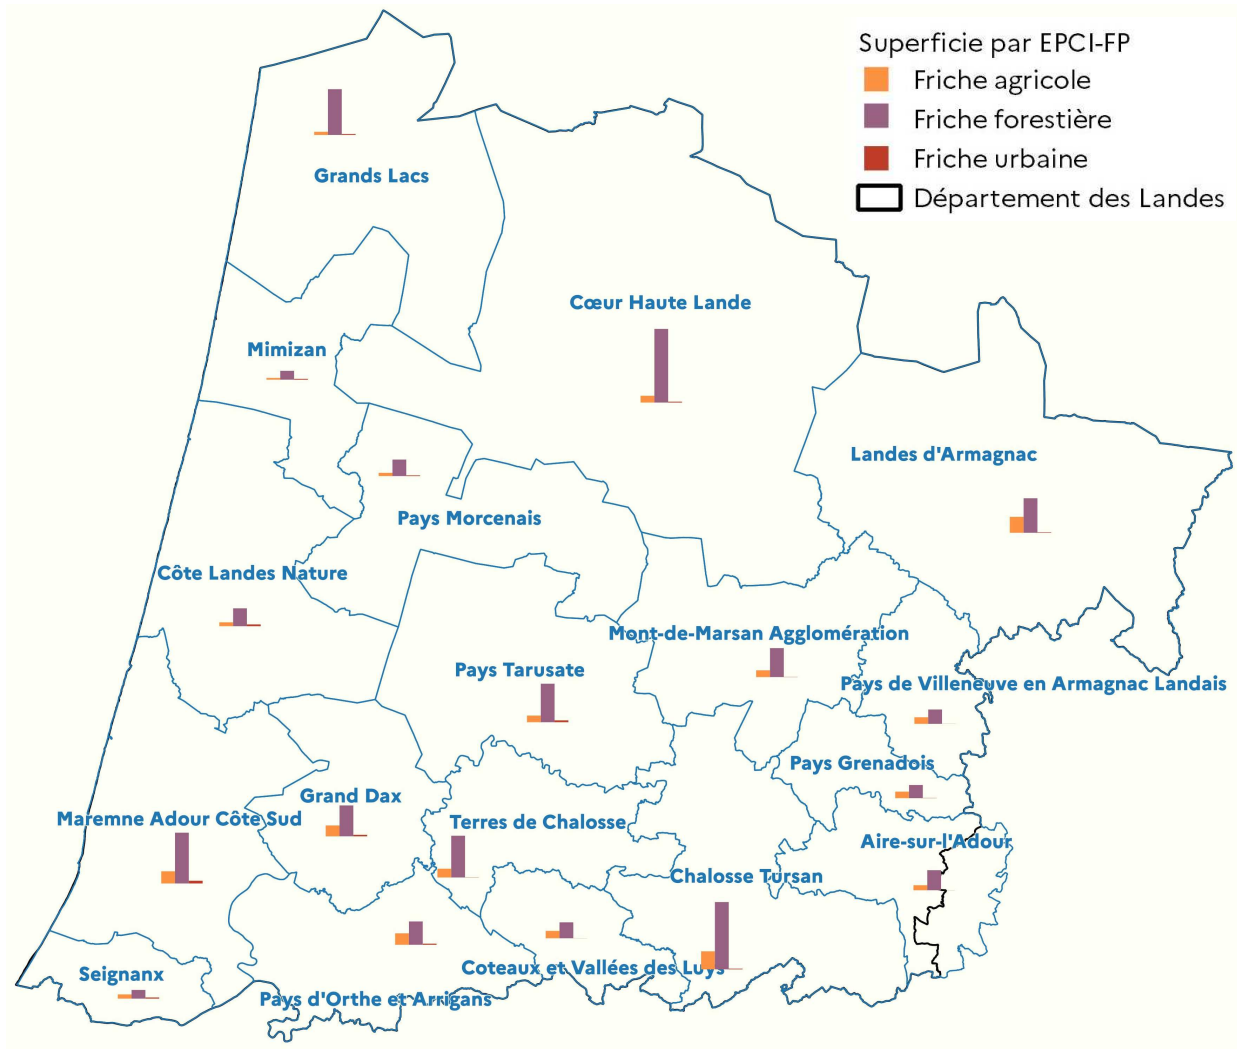 Superficie par EPCI-FP
Friche agricole
Friche forestière
Friche urbaine
Département des Landes
Grands Lacs
Cœur Haute Lande
Mimizan
Landes d'Armagnac
Pays Morcenais
Côte Landes Nature
Mont-de-Marsan Agglomération
Pays Tarusate
Pays de Villeneuve en Armagnac Landais
Pays Grenadois
Grand Dax
Maremne Adour Côte Sud
Terres de Chalosse
Aire-sur-l'Adour
Chalosse Tursan
Coteaux et Vallées des Luys
Seignanx
Pays d'Orthe et Arrigans